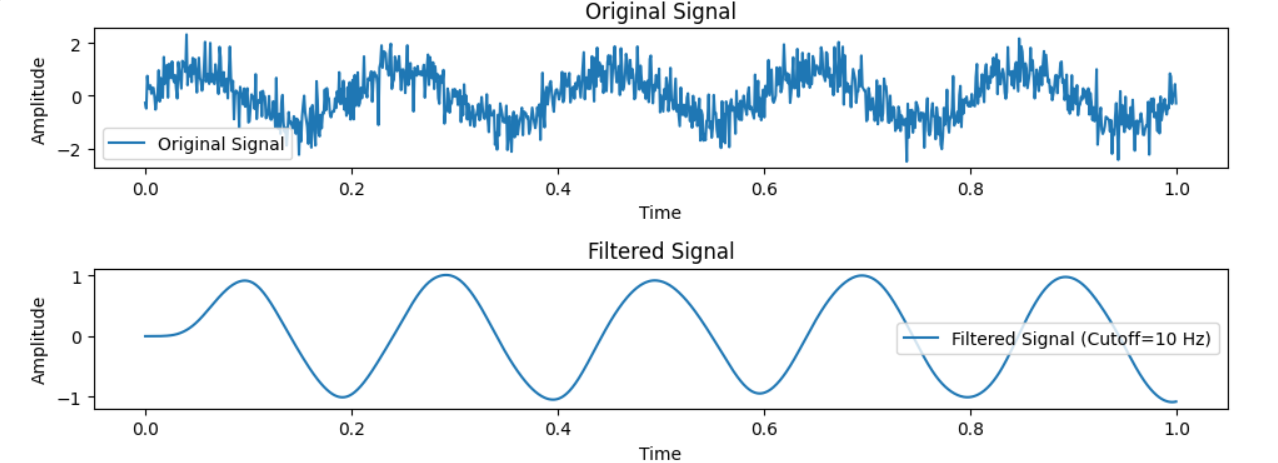 Original Signal
2
0
−2
Amplitude
Original Signal
0.0 0.2 0.4 0.6 0.8 1.0
Time
Filtered Signal
1
0
−1
Amplitude
Filtered Signal (Cutoff=10 Hz)
0.0 0.2 0.4 0.6 0.8 1.0
Time